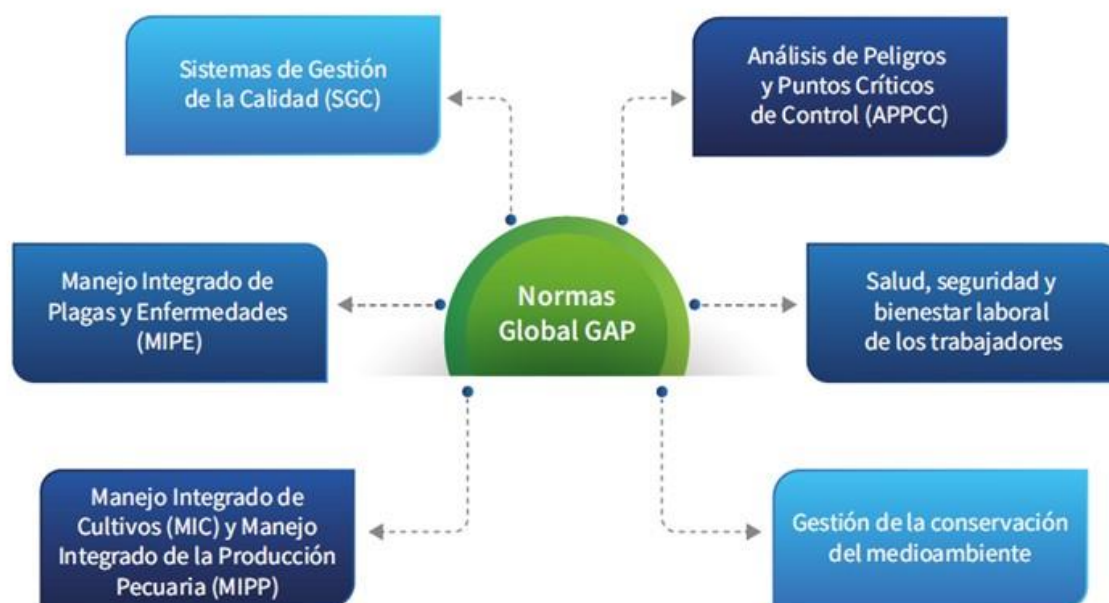 Sistemas de Gestión
de la Calidad (SGC)
Análisis de Peligros
y Puntos Críticos
de Control (APPCC)
Manejo Integrado de
Plagas y Enfermedades
(MIPE)
Normas
Global GAP
Salud, seguridad y
bienestar laboral
de los trabajadores
Manejo Integrado de
Cultivos (MIC) y Manejo
Integrado de la Producción
Pecuaria (MIPP)
Gestión de la conservación
del medioambiente